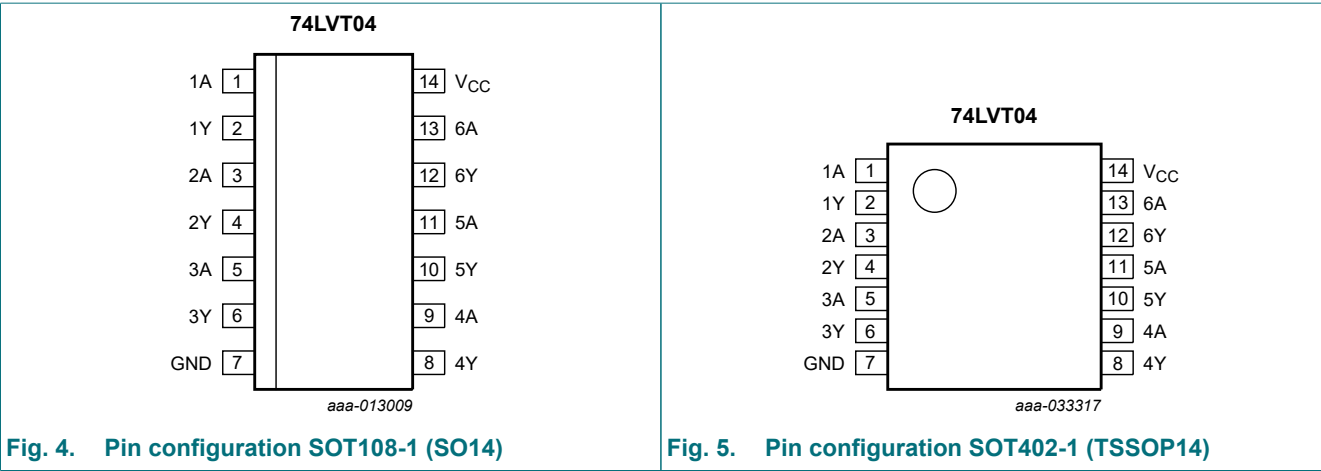 74LVT04
1A 1 14 VCC
1Y 2 13 6A
2A 3 12 6Y
2Y 4 11 5A
3A 5 10 5Y
3Y 6 9 4A
GND 7 8 4Y
aaa-013009
Fig. 4. Pin configuration SOT108-1 (SO14)
74LVT04
1A 1 14 VCC
1Y 2 13 6A
2A 3 12 6Y
2Y 4 11 5A
3A 5 10 5Y
3Y 6 9 4A
GND 7 8 4Y
aaa-033317
Fig. 5. Pin configuration SOT402-1 (TSSOP14)